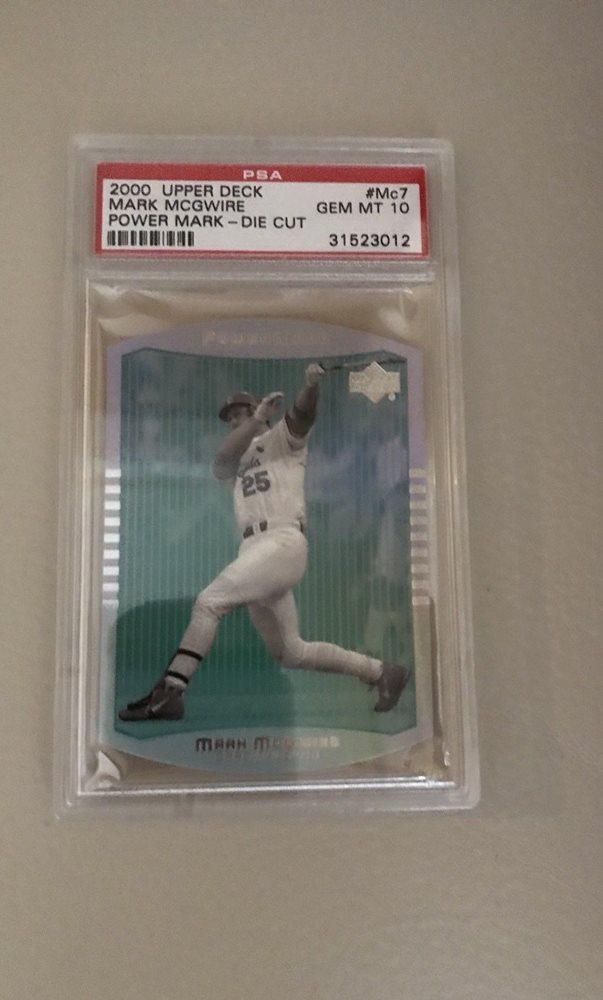 PSA
2000 UPPER DECK #Mc7
MARK MCGWIRE GEM MT 10
POWER MARK – DIE CUT
31523012
25
MARK MCGWIRE